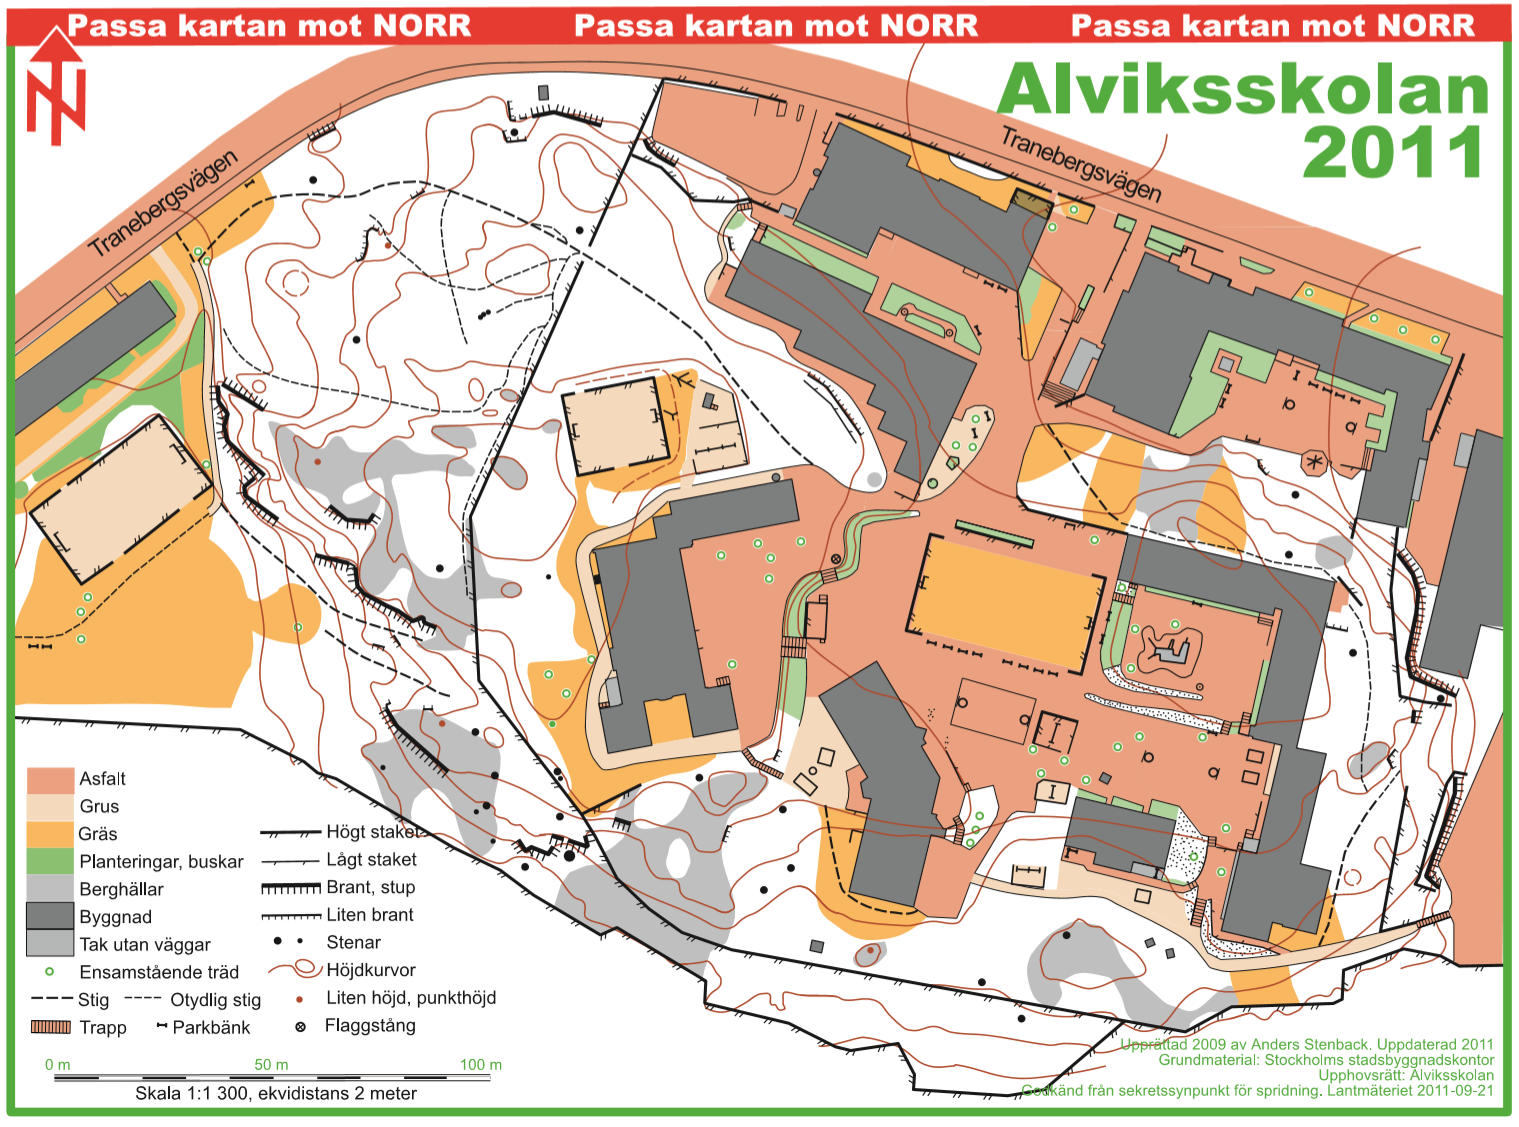 Passa kartan mot NORR Passa kartan mot NORR Passa kartan mot NORR
N
Alviksskolan
2011
Tranebergsvägen
Tranebergsvägen
Asfalt
Grus
Gräs
Planteringar, buskar
Berghällar
Byggnad
Tak utan väggar
Ensamstående träd
Stig Otydlig stig
Trapp Parkbänk
Högt staket
Lågt staket
Brant, stup
Liten brant
Stenar
Höjdkurvor
Liten höjd, punkthöjd
Flaggstång
0 m 50 m 100 m
Skala 1:1 300, ekvidistans 2 meter
Upprättad 2009 av Anders Stenback. Uppdaterad 2011
Grundmaterial: Stockholms stadsbyggnadskontor
Upphovsrätt: Alviksskolan
Godkänd från sekretssynpunkt för spridning. Lantmäteriet 2011-09-21